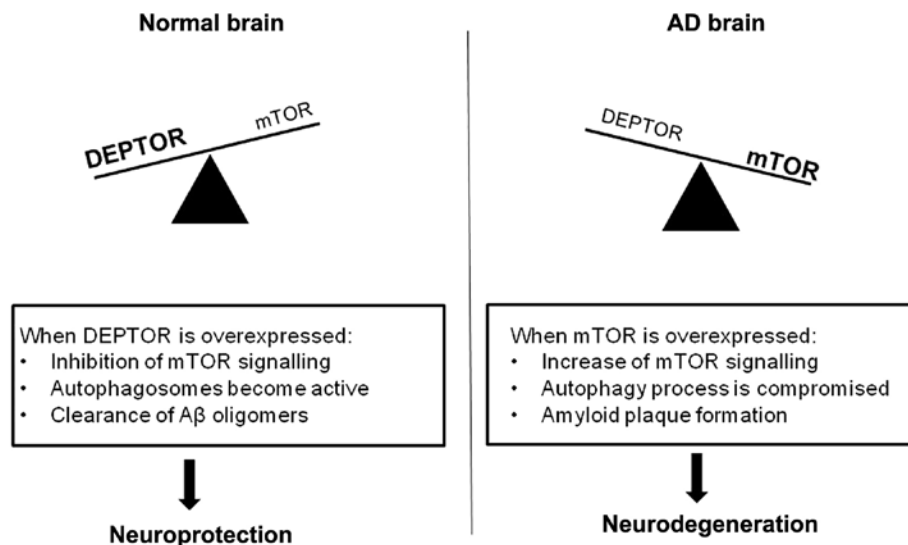 Normal brain
DEPTOR mTOR
When DEPTOR is overexpressed:
• Inhibition of mTOR signalling
• Autophagosomes become active
• Clearance of Aβ oligomers
Neuroprotection
AD brain
DEPTOR mTOR
When mTOR is overexpressed:
• Increase of mTOR signalling
• Autophagy process is compromised
• Amyloid plaque formation
Neurodegeneration